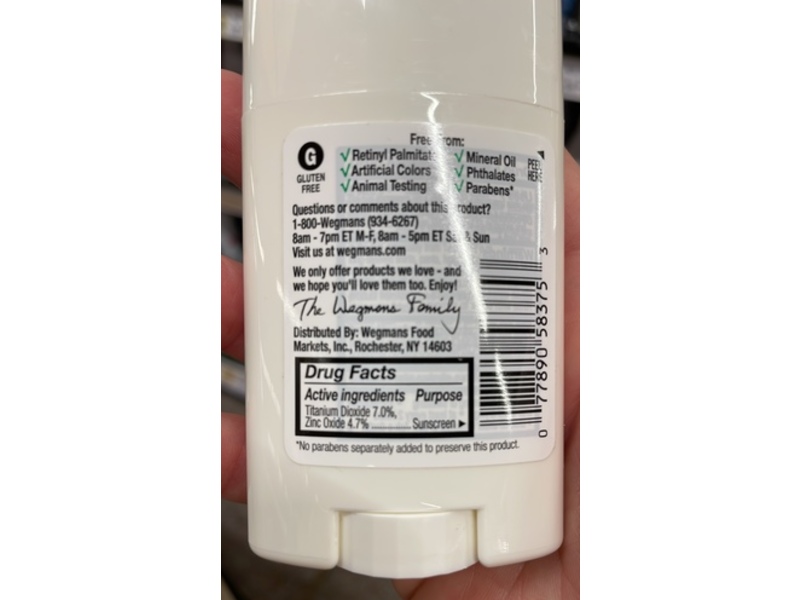 Free From:
G
GLUTEN
FREE
√ Retinyl Palmitate
√ Artificial Colors
√ Animal Testing
√ Mineral Oil
√ Phthalates
√ Parabens*
PEEL
HERE
Questions or comments about this product?
1-800-Wegmans (934-6267)
8am - 7pm ET M-F, 8am - 5pm ET Sat & Sun
Visit us at wegmans.com
We only offer products we love - and
we hope you'll love them too. Enjoy!
The Wegmans Family
Distributed By: Wegmans Food
Markets, Inc., Rochester, NY 14603
Drug Facts
Active ingredients Purpose
Titanium Dioxide 7.0%,
Zinc Oxide 4.7% Sunscreen ►
*No parabens separately added to preserve this product.
0 77890 58375 3